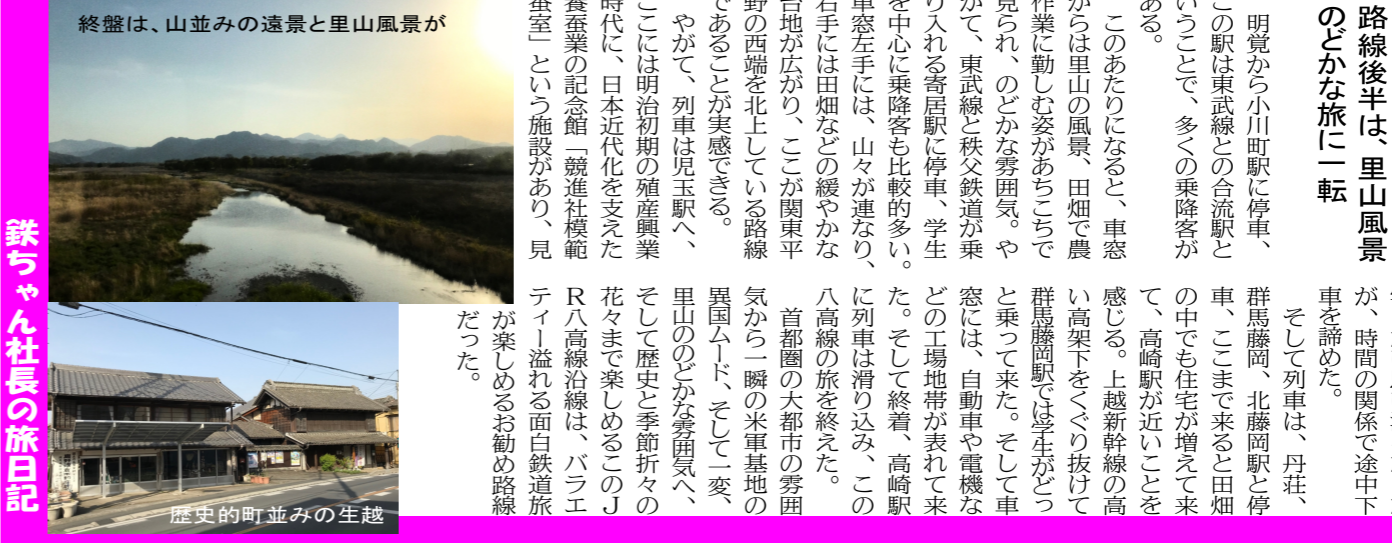 路線後半は、里山風景
のどかな旅に一転
明覚から小川町駅に停車、
この駅は東武線との合流駅と
いうことで、多くの乗降客が
ある。
このあたりになると、車窓
からは里山の風景、田畑で農
作業に勤しむ姿があちこちで
見られ、のどかな雰囲気。や
がて、東武線と秩父鉄道が乗
り入れる寄居駅に停車、学生
を中心に乗降客も比較的多い。
車窓左手には、山々が連なり、
右手には田畑などの緩やかな
台地が広がり、ここが関東平
野の西端を北上している路線
であることが実感できる。
やがて、列車は児玉駅へ、
ここには明治初期の殖産興業
時代に、日本近代化を支えた
養蚕業の記念館「競進社模範
蚕室」という施設があり、見
が、時間の関係で途中下
車を諦めた。
そして列車は、丹荘、
群馬藤岡、北藤岡駅と停
車、ここまで来ると田畑
の中でも住宅が増えて来
て、高崎駅が近いことを
感じる。上越新幹線の高
い高架下をくぐり抜けて
群馬藤岡駅では学生がどっ
と乗って来た。そして車
窓には、自動車や電機な
どの工場地帯が表れて来
た。そして終着、高崎駅
に列車は滑り込み、この
八高線の旅を終えた。
首都圏の大都市の雰囲
気から一瞬の米軍基地の
異国ムード、そして一変、
里山ののどかな雰囲気へ、
そして歴史と季節折々の
花々まで楽しめるこのJ
R八高線沿線は、バラエ
ティー溢れる面白鉄道旅
が楽しめるお勧め路線
だった。
終盤は、山並みの遠景と里山風景が
歴史的町並みの生越
鉄ちゃん社長の旅日記